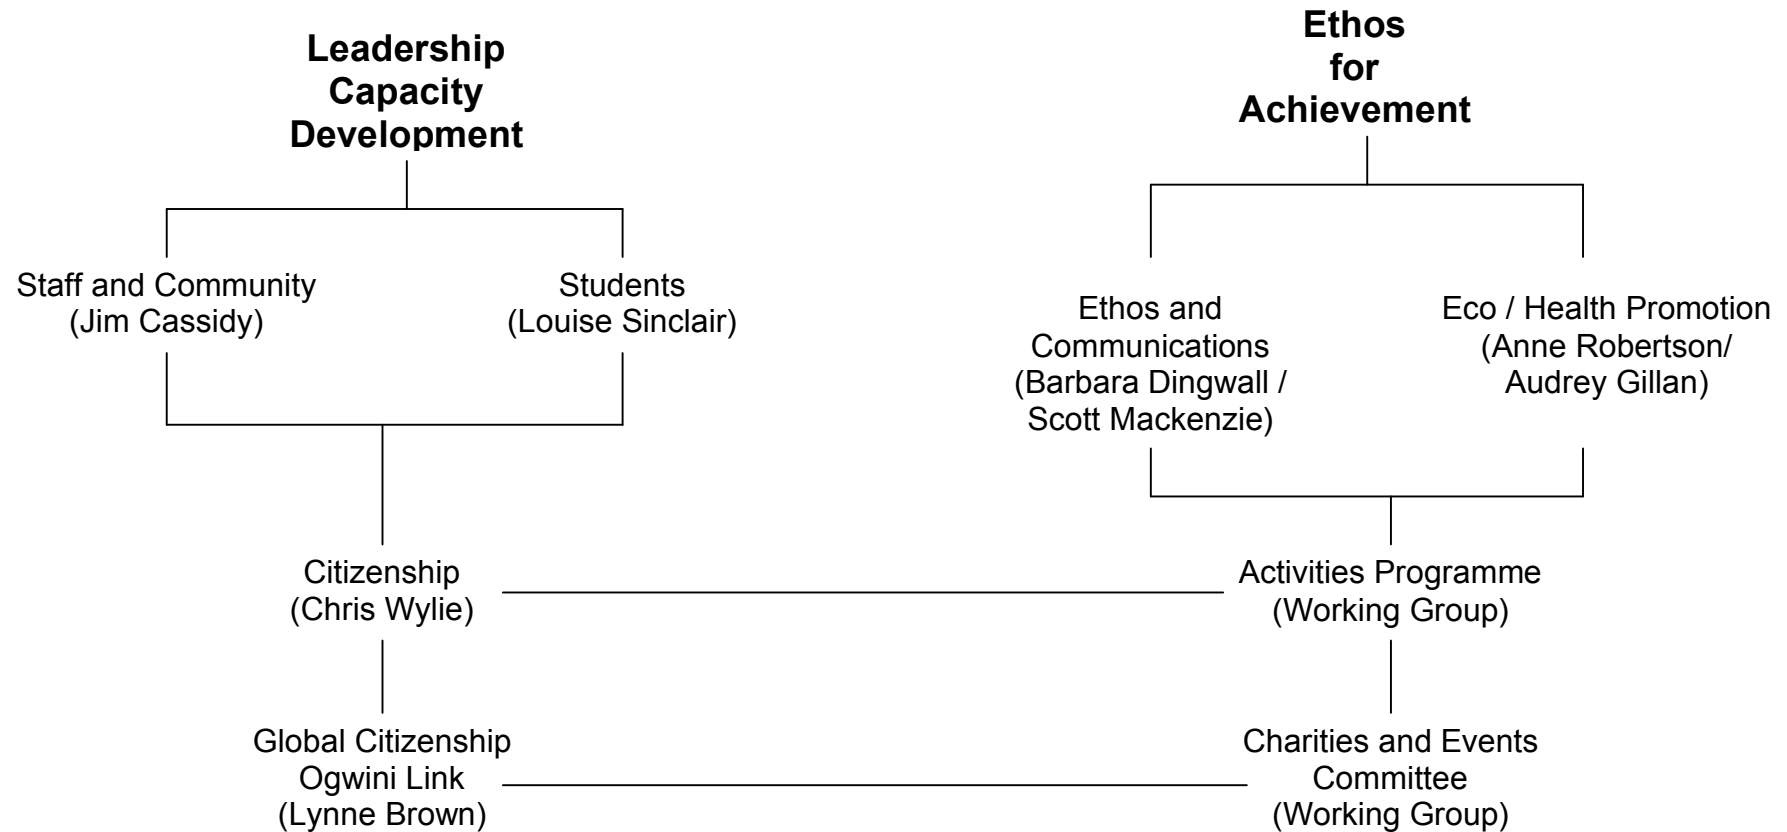 Leadership
Capacity
Development
Ethos
for
Achievement
Staff and Community
(Jim Cassidy)
Students
(Louise Sinclair)
Ethos and
Communications
(Barbara Dingwall /
Scott Mackenzie)
Eco / Health Promotion
(Anne Robertson/
Audrey Gillan)
Citizenship
(Chris Wylie)
Activities Programme
(Working Group)
Global Citizenship
Ogwini Link
(Lynne Brown)
Charities and Events
Committee
(Working Group)